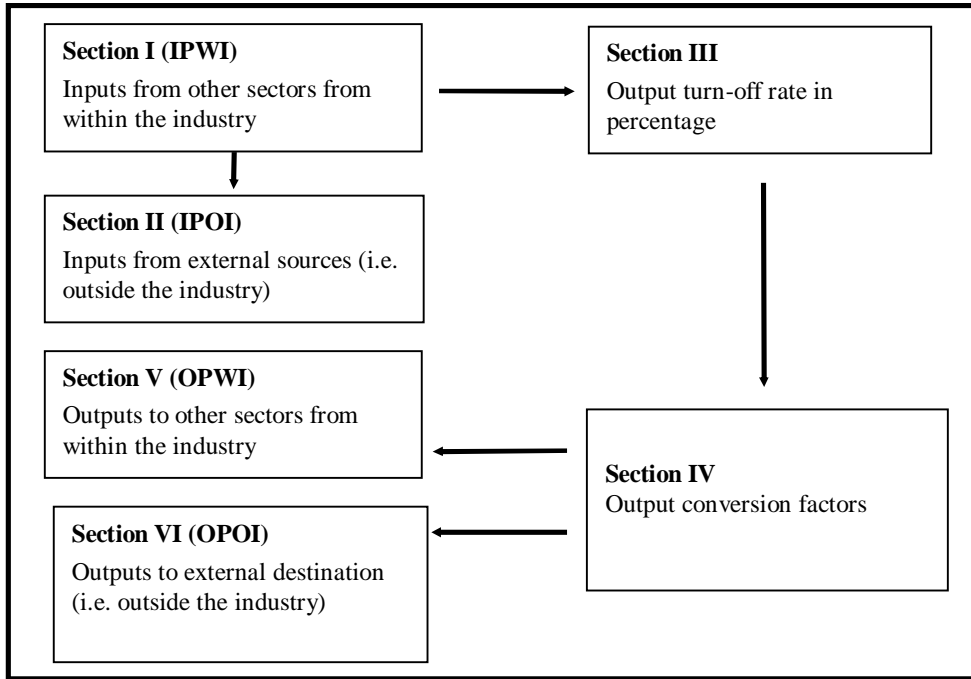 Section I (IPWI)
Inputs from other sectors from
within the industry
Section III
Output turn-off rate in
percentage
Section II (IPOI)
Inputs from external sources (i.e.
outside the industry)
Section V (OPWI)
Outputs to other sectors from
within the industry
Section IV
Output conversion factors
Section VI (OPOI)
Outputs to external destination
(i.e. outside the industry)